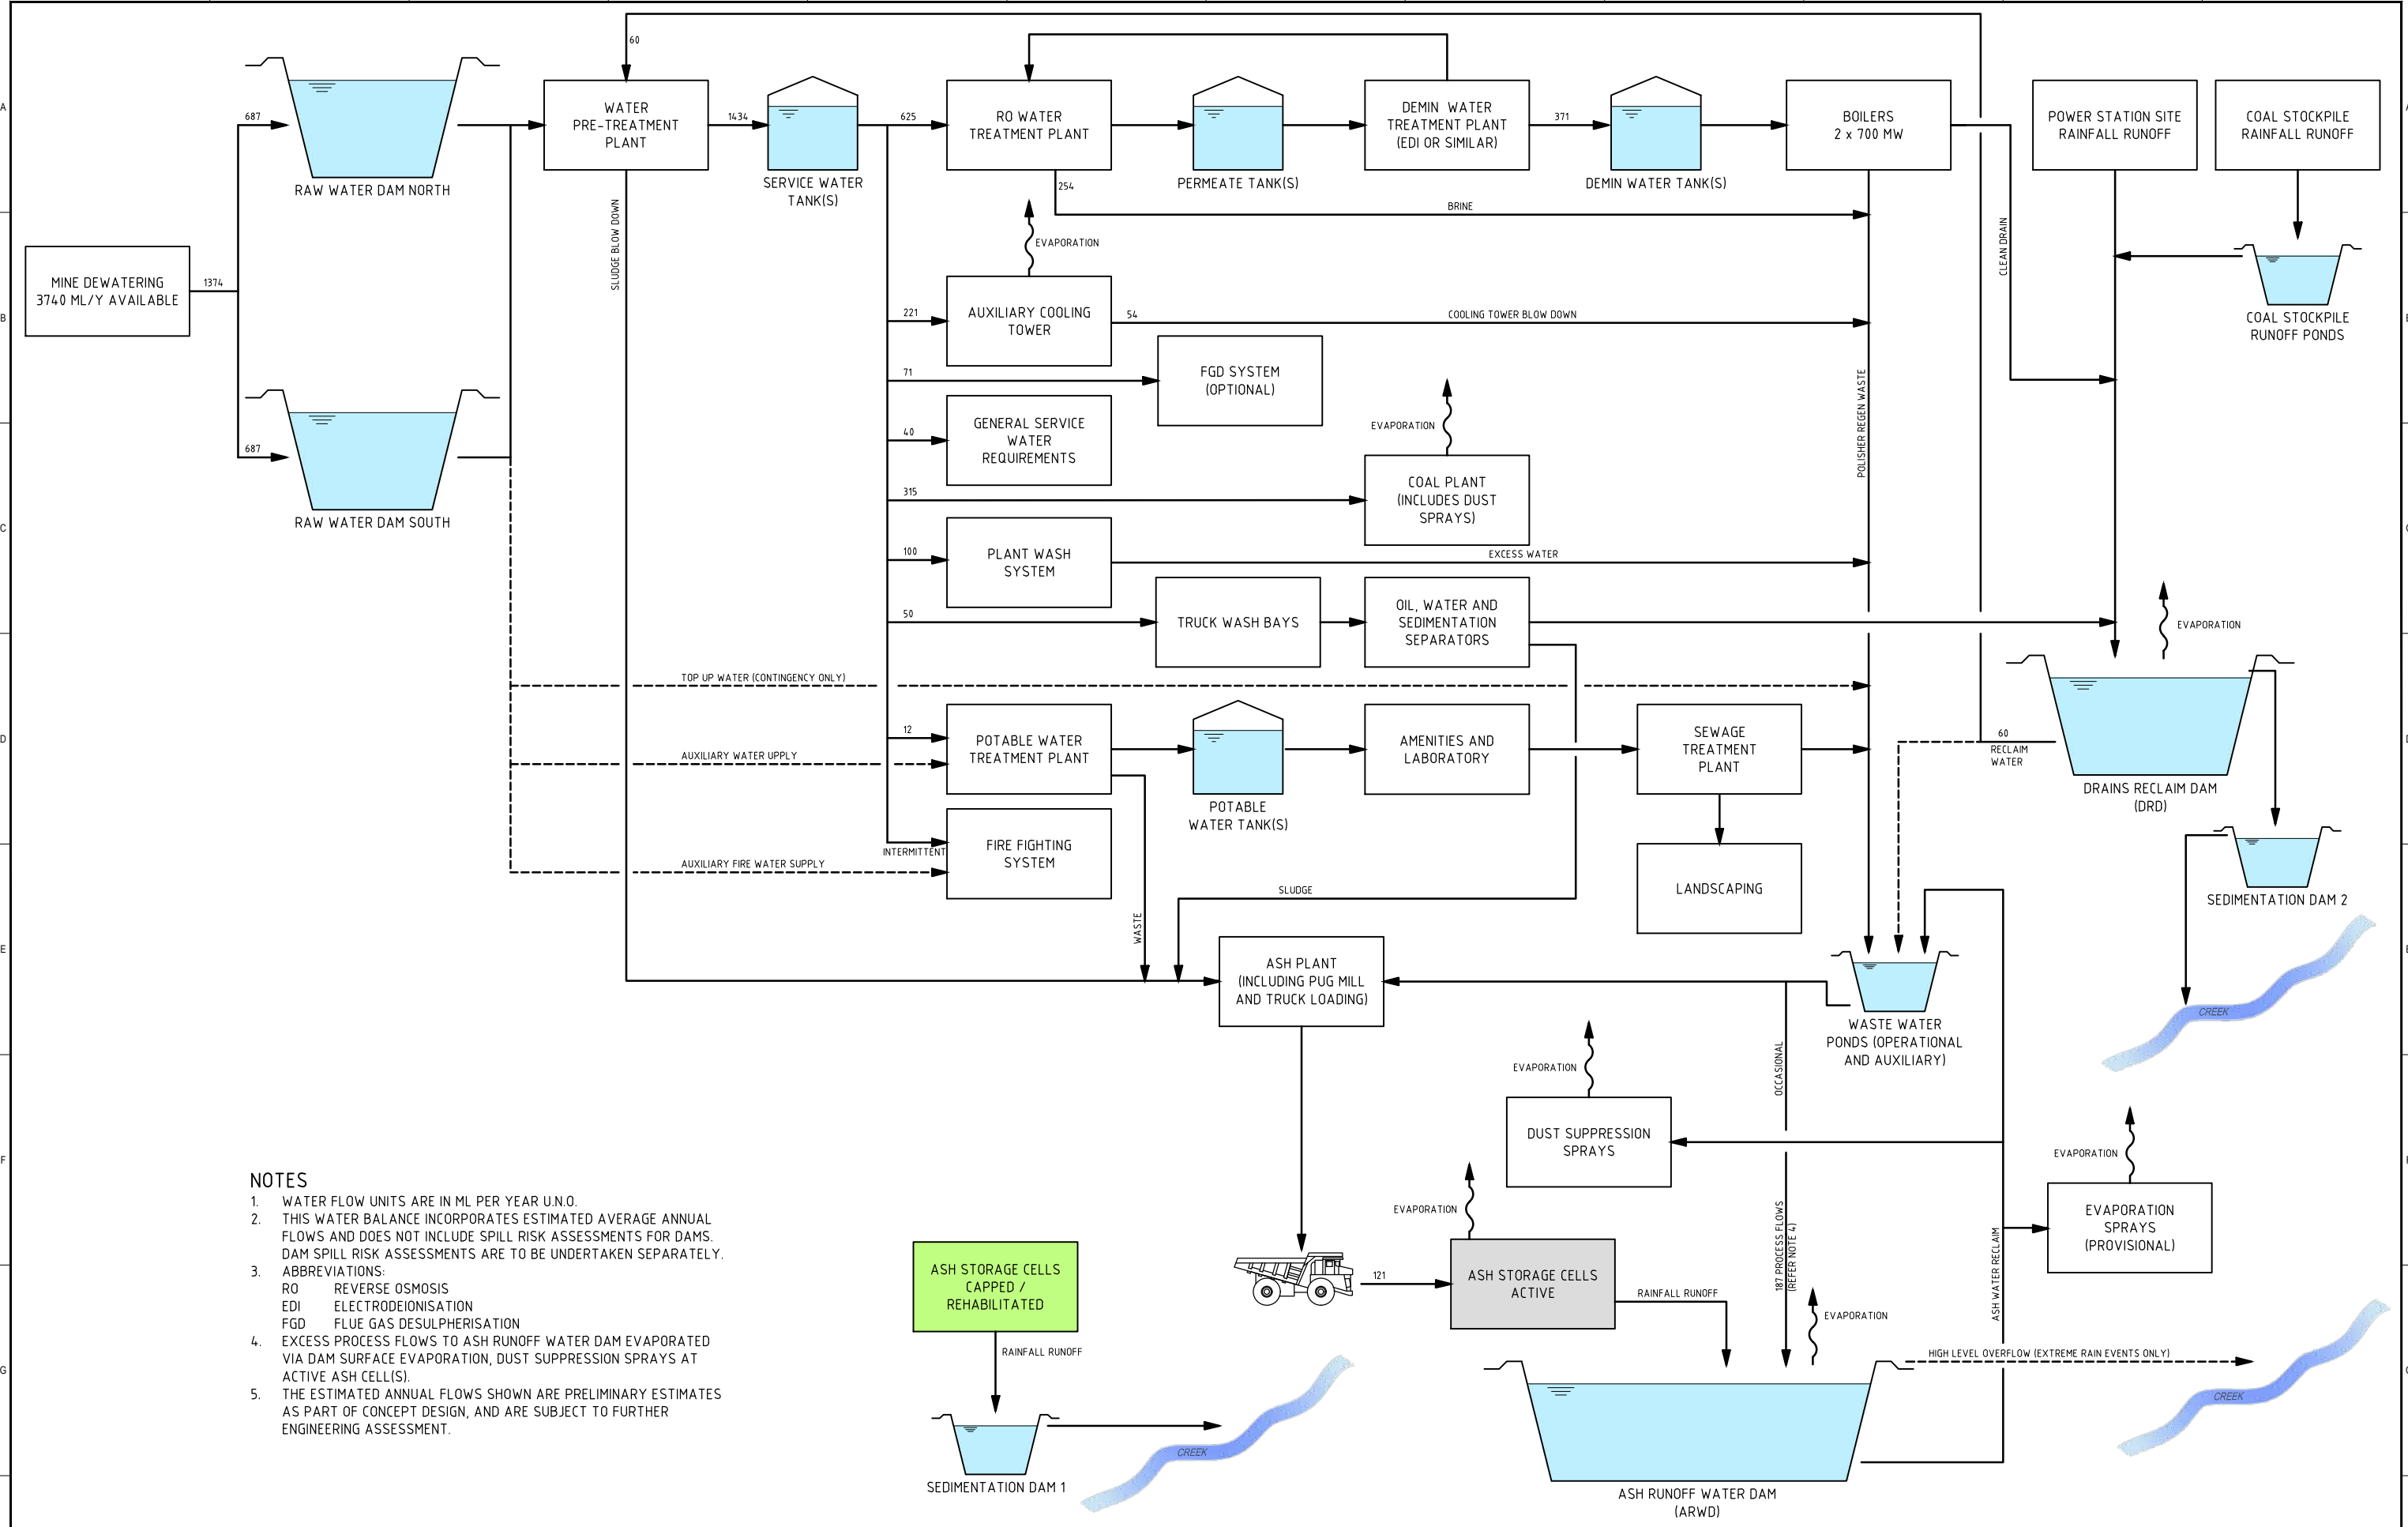 60
WATER
PRE-TREATMENT
PLANT
RO WATER
TREATMENT PLANT
DEMIN WATER
TREATMENT PLANT
(EDI OR SIMILAR)
BOILERS
2 x 700 MW
POWER STATION SITE
RAINFALL RUNOFF
COAL STOCKPILE
RAINFALL RUNOFF
687
1434
625
371
RAW WATER DAM NORTH
SERVICE WATER
TANK(S)
PERMEATE TANK(S)
DEMIN WATER TANK(S)
254
BRINE
SLUDGE BLOW DOWN
EVAPORATION
CLEAN DRAIN
MINE DEWATERING
3740 ML/Y AVAILABLE
1374
AUXILIARY COOLING
TOWER
221
54
COOLING TOWER BLOW DOWN
COAL STOCKPILE
RUNOFF PONDS
71
FGD SYSTEM
(OPTIONAL)
POLISHER REGEN WASTE
40
GENERAL SERVICE
WATER
REQUIREMENTS
EVAPORATION
687
RAW WATER DAM SOUTH
315
COAL PLANT
(INCLUDES DUST
SPRAYS)
100
PLANT WASH
SYSTEM
EXCESS WATER
50
TRUCK WASH BAYS
OIL, WATER AND
SEDIMENTATION
SEPARATORS
EVAPORATION
TOP UP WATER (CONTINGENCY ONLY)
12
POTABLE WATER
TREATMENT PLANT
AMENITIES AND
LABORATORY
SEWAGE
TREATMENT
PLANT
60
RECLAIM
WATER
AUXILIARY WATER UPPLY
POTABLE
WATER TANK(S)
DRAINS RECLAIM DAM
(DRD)
INTERMITTENT
FIRE FIGHTING
SYSTEM
AUXILIARY FIRE WATER SUPPLY
SLUDGE
LANDSCAPING
SEDIMENTATION DAM 2
WASTE
ASH PLANT
(INCLUDING PUG MILL
AND TRUCK LOADING)
CREEK
WASTE WATER
PONDS (OPERATIONAL
AND AUXILIARY)
OCCASIONAL
EVAPORATION
DUST SUPPRESSION
SPRAYS
EVAPORATION
EVAPORATION
SPRAYS
(PROVISIONAL)
EVAPORATION
187 PROCESS FLOWS
(REFER NOTE 4)
ASH WATER RECLAIM
NOTES
1. WATER FLOW UNITS ARE IN ML PER YEAR U.N.O.
2. THIS WATER BALANCE INCORPORATES ESTIMATED AVERAGE ANNUAL
FLOWS AND DOES NOT INCLUDE SPILL RISK ASSESSMENTS FOR DAMS.
DAM SPILL RISK ASSESSMENTS ARE TO BE UNDERTAKEN SEPARATELY.
3. ABBREVIATIONS:
RO REVERSE OSMOSIS
EDI ELECTRODEIONISATION
FGD FLUE GAS DESULPHERISATION
4. EXCESS PROCESS FLOWS TO ASH RUNOFF WATER DAM EVAPORATED
VIA DAM SURFACE EVAPORATION, DUST SUPPRESSION SPRAYS AT
ACTIVE ASH CELL(S).
5. THE ESTIMATED ANNUAL FLOWS SHOWN ARE PRELIMINARY ESTIMATES
AS PART OF CONCEPT DESIGN, AND ARE SUBJECT TO FURTHER
ENGINEERING ASSESSMENT.
ASH STORAGE CELLS
CAPPED /
REHABILITATED
121
ASH STORAGE CELLS
ACTIVE
RAINFALL RUNOFF
EVAPORATION
RAINFALL RUNOFF
HIGH LEVEL OVERFLOW (EXTREME RAIN EVENTS ONLY)
CREEK
CREEK
SEDIMENTATION DAM 1
ASH RUNOFF WATER DAM
(ARWD)
A
B
C
D
E
F
G